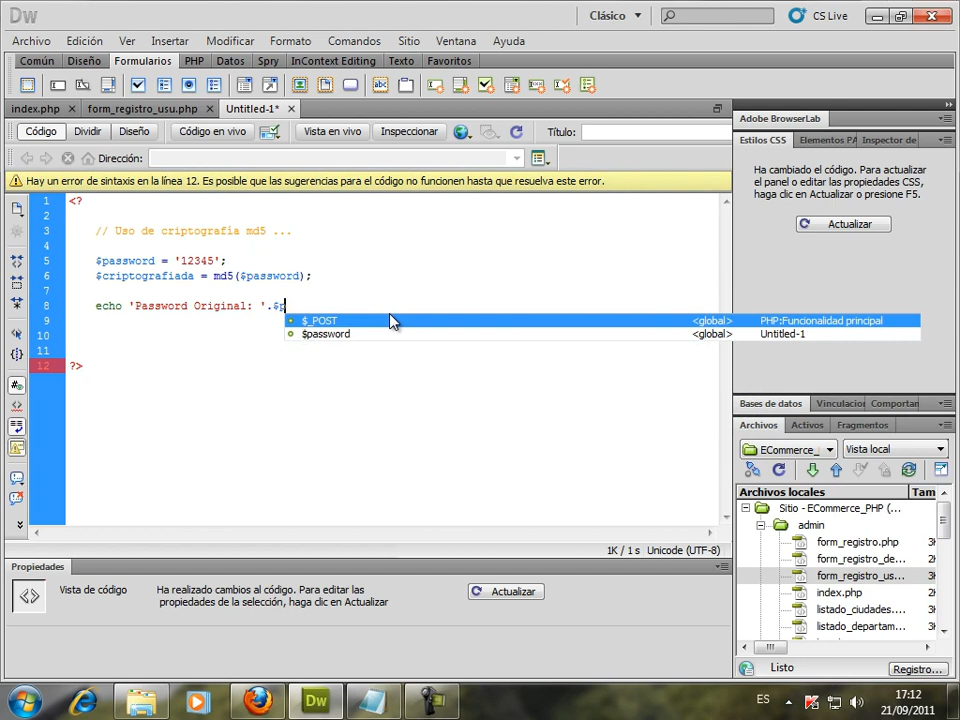 Dw
Clásico
CS Live
Archivo Edición Ver Insertar Modificar Formato Comandos Sitio Ventana Ayuda
Común Diseño Formularios PHP Datos Spry InContext Editing Texto Favoritos
index.php × form_registro_usu.php × Untitled-1* ×
Código Dividir Diseño Código en vivo Vista en vivo Inspeccionar Título:
Dirección:
Hay un error de sintaxis en la línea 12. Es posible que las sugerencias para el código no funcionen hasta que resuelva este error.
1 <?
2
3 // Uso de criptografía md5 ...
4
5 $password = '12345';
6 $criptografiada = md5($password);
7
8 echo 'Password Original: '.$p
9 $_POST <global> PHP:Funcionalidad principal
10 $password <global> Untitled-1
11
12 ?>
1K / 1 s Unicode (UTF-8)
Propiedades
Vista de código
Ha realizado cambios al código. Para editar las
propiedades de la selección, haga clic en Actualizar
Actualizar
Adobe BrowserLab
Estilos CSS Elementos PA Inspector de
Ha cambiado el código. Para actualizar
el panel o editar las propiedades CSS,
haga clic en Actualizar o presione F5.
Actualizar
Bases de datos Vinculacion Comportan
Archivos Activos Fragmentos
ECommerce_ Vista local
Archivos locales Tam
Sitio - ECommerce_PHP (...
admin
form_registro.php 3K
form_registro_de... 3K
form_registro_us... 3K
index.php
listado_ciudades....
listado_departam...
Listo Registro...
ES
17:12
21/09/2011